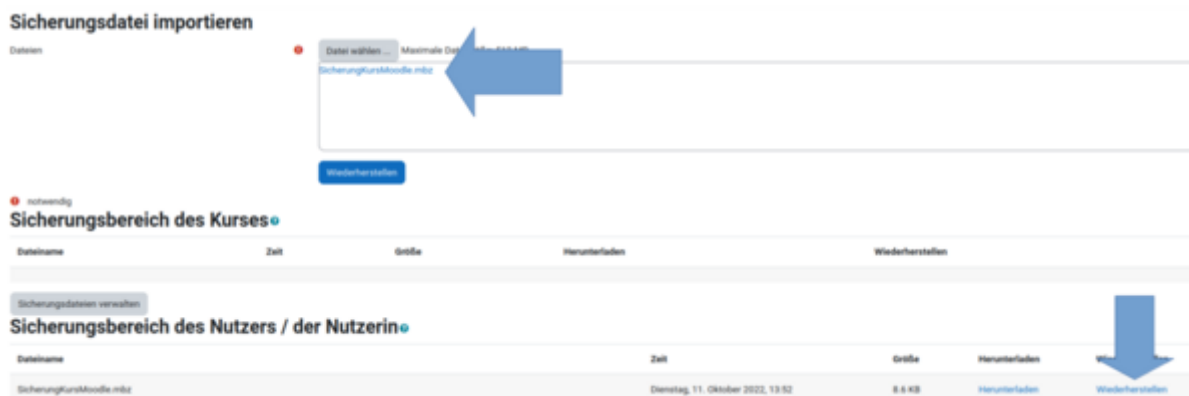 Sicherungsdatei importieren
Dateien
Datei wählen ... Maximale
SicherungKursMoodle.mbz
Wiederherstellen
notwendig
Sicherungsbereich des Kurses
Dateiname Zeit Größe Herunterladen Wiederherstellen
Sicherungsdateien verwalten
Sicherungsbereich des Nutzers / der Nutzerin
Dateiname Zeit Größe Herunterladen
SicherungKursMoodle.mbz Dienstag, 11. Oktober 2022, 13:52 8.6 KB Herunterladen Wiederherstellen